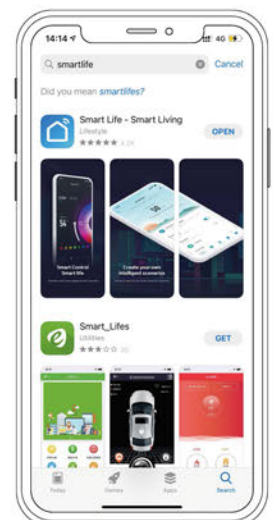 14:14
4G
smartlife
Cancel
Did you mean smartlifes?
Smart Life - Smart Living
Lifestyle
OPEN
Smart Control
Smart life
Create your own
intelligent scenarios
Smart_Lifes
Utilities
GET
Today
Games
Apps
Search